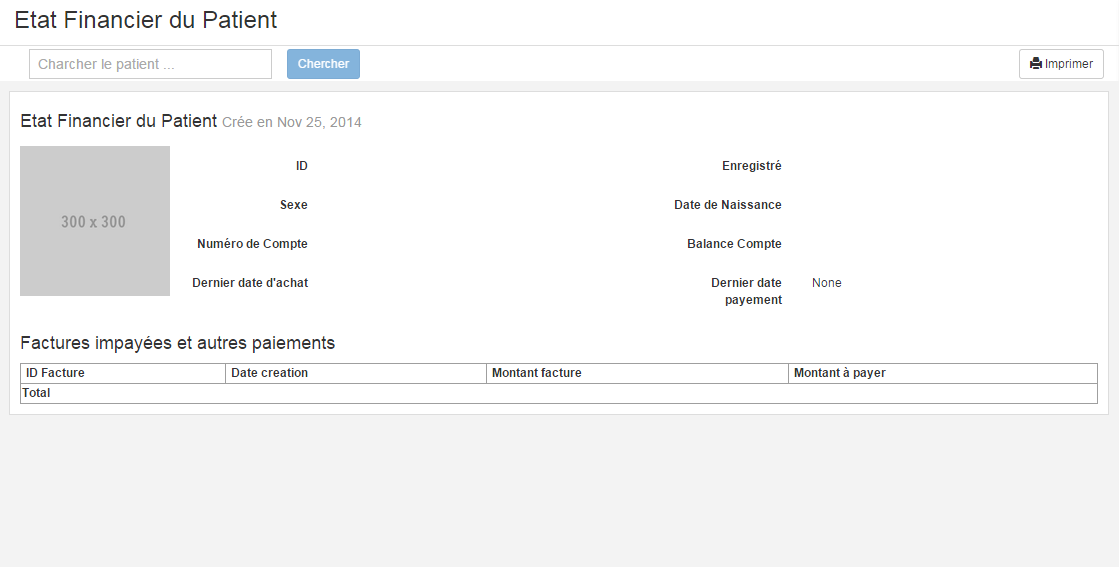 Etat Financier du Patient
Charcher le patient ...
Chercher
Imprimer
Etat Financier du Patient Crée en Nov 25, 2014
300 x 300
ID
Enregistré
Sexe
Date de Naissance
Numéro de Compte
Balance Compte
Dernier date d'achat
Dernier date
payement
None
Factures impayées et autres paiements
ID Facture
Date creation
Montant facture
Montant à payer
Total